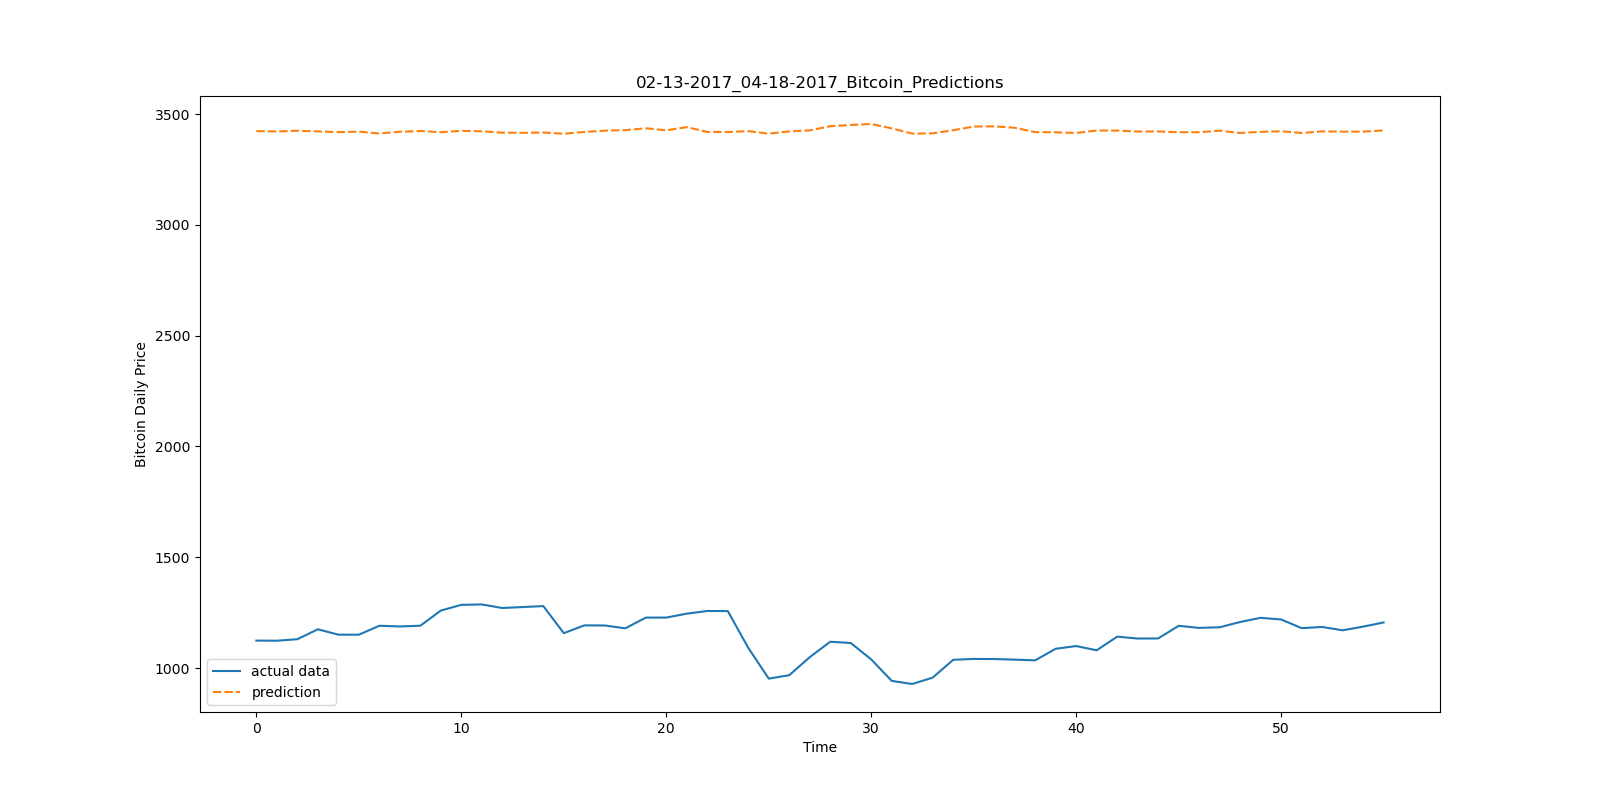 02-13-2017_04-18-2017_Bitcoin_Predictions
3500
3000
2500
2000
1500
1000
Bitcoin Daily Price
actual data
prediction
0 10 20 30 40 50
Time